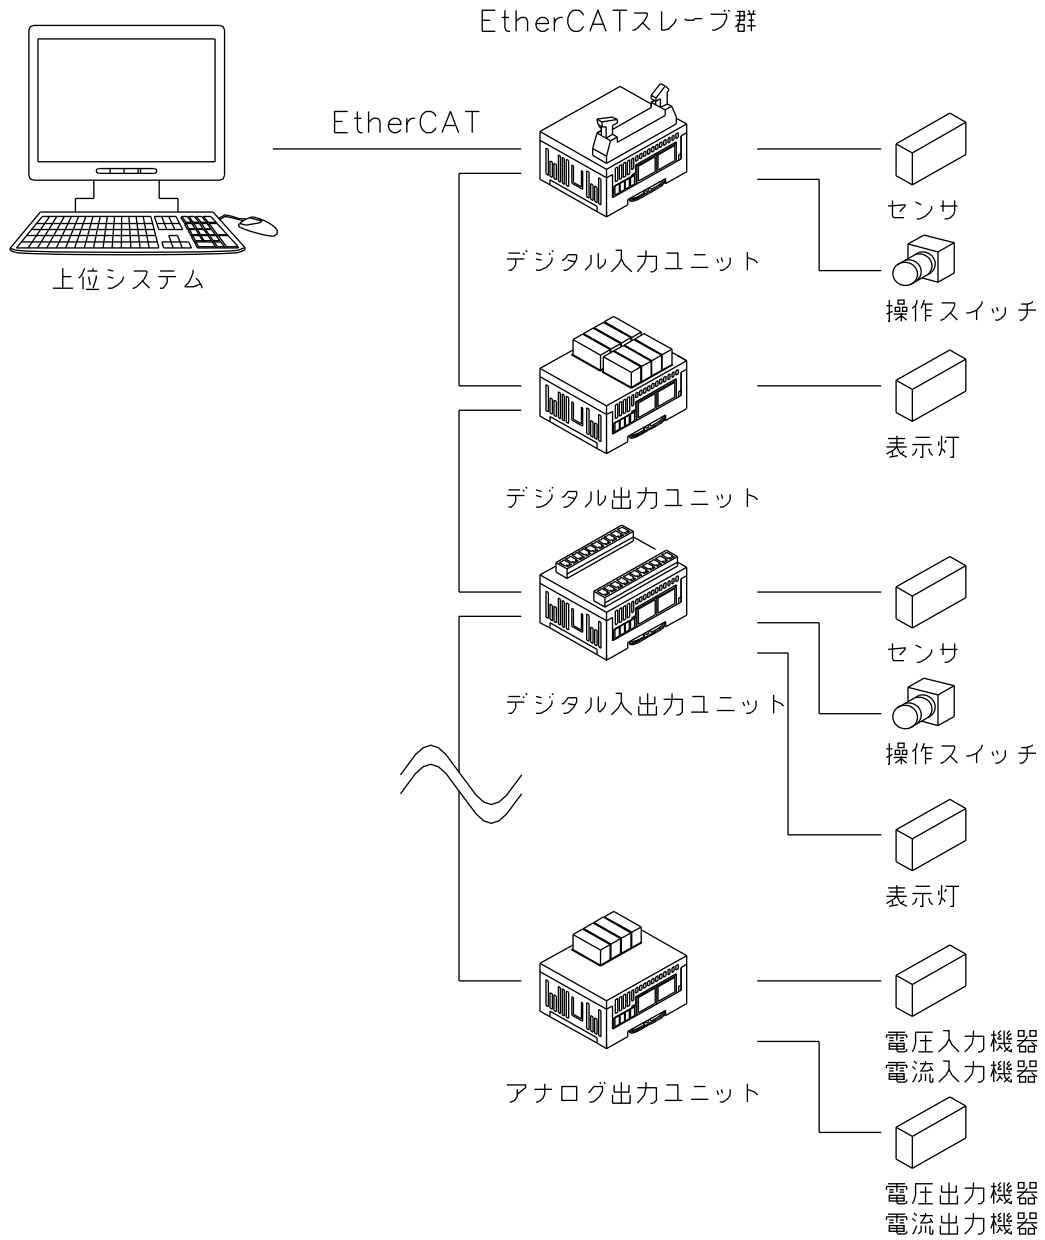 EtherCATスレーブ群
EtherCAT
上位システム
センサ
デジタル入力ユニット
操作スイッチ
表示灯
デジタル出力ユニット
センサ
デジタル入出力ユニット
操作スイッチ
表示灯
電圧入力機器
電流入力機器
アナログ出力ユニット
電圧出力機器
電流出力機器